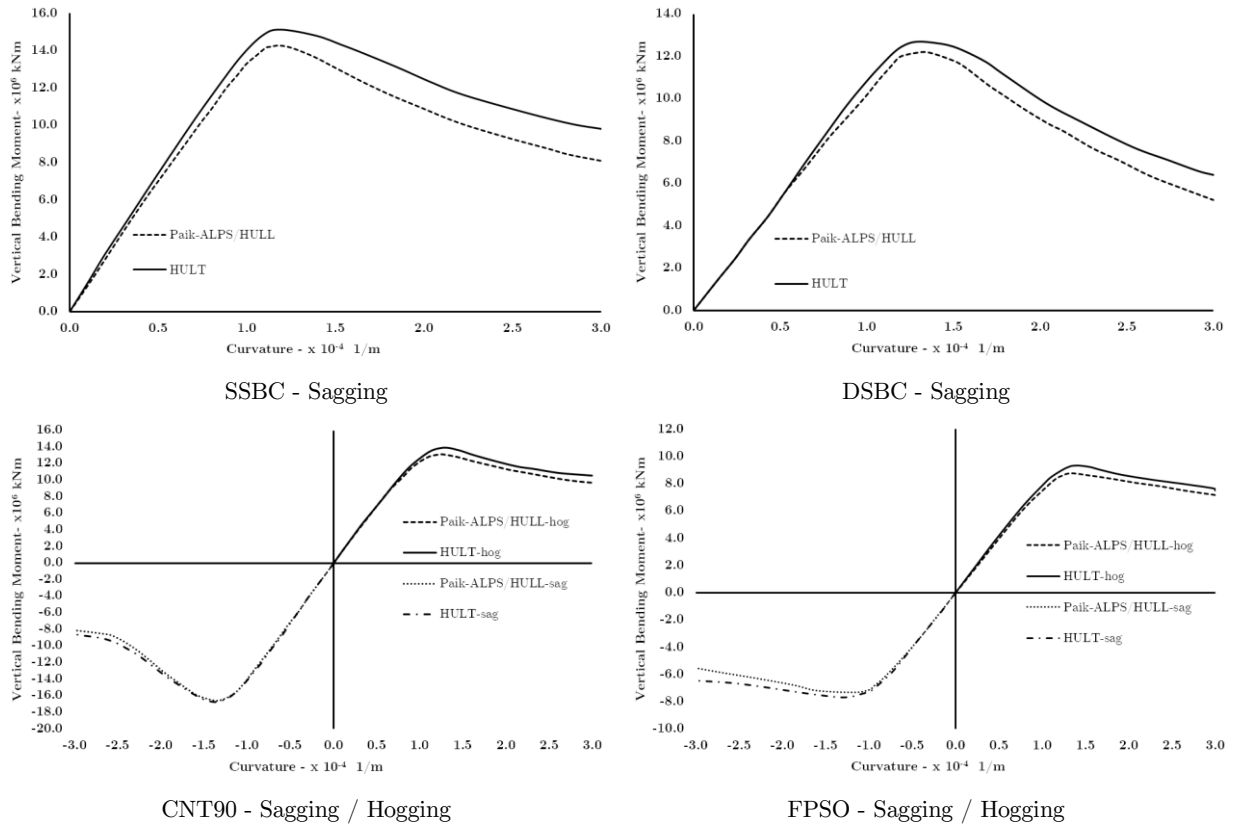 Vertical Bending Moment- x10⁶ kNm
16.0
14.0
12.0
10.0
8.0
6.0
4.0
2.0
0.0
Paik-ALPS/HULL
HULT
0.0 0.5 1.0 1.5 2.0 2.5 3.0
Curvature - x 10⁻⁴ 1/m
SSBC - Sagging
Vertical Bending Moment- x10⁶ kNm
14.0
12.0
10.0
8.0
6.0
4.0
2.0
0.0
Paik-ALPS/HULL
HULT
0.0 0.5 1.0 1.5 2.0 2.5 3.0
Curvature - x 10⁻⁴ 1/m
DSBC - Sagging
Vertical Bending Moment- x10⁶ kNm
16.0
14.0
12.0
10.0
8.0
6.0
4.0
2.0
0.0
-2.0
-4.0
-6.0
-8.0
-10.0
-12.0
-14.0
-16.0
-18.0
-20.0
Paik-ALPS/HULL-hog
HULT-hog
Paik-ALPS/HULL-sag
HULT-sag
-3.0 -2.5 -2.0 -1.5 -1.0 -0.5 0.0 0.5 1.0 1.5 2.0 2.5 3.0
Curvature - x 10⁻⁴ 1/m
CNT90 - Sagging / Hogging
Vertical Bending Moment- x10⁶ kNm
12.0
10.0
8.0
6.0
4.0
2.0
0.0
-2.0
-4.0
-6.0
-8.0
-10.0
Paik-ALPS/HULL-hog
HULT-hog
Paik-ALPS/HULL-sag
HULT-sag
-3.0 -2.5 -2.0 -1.5 -1.0 -0.5 0.0 0.5 1.0 1.5 2.0 2.5 3.0
Curvature - x 10⁻⁴ 1/m
FPSO - Sagging / Hogging